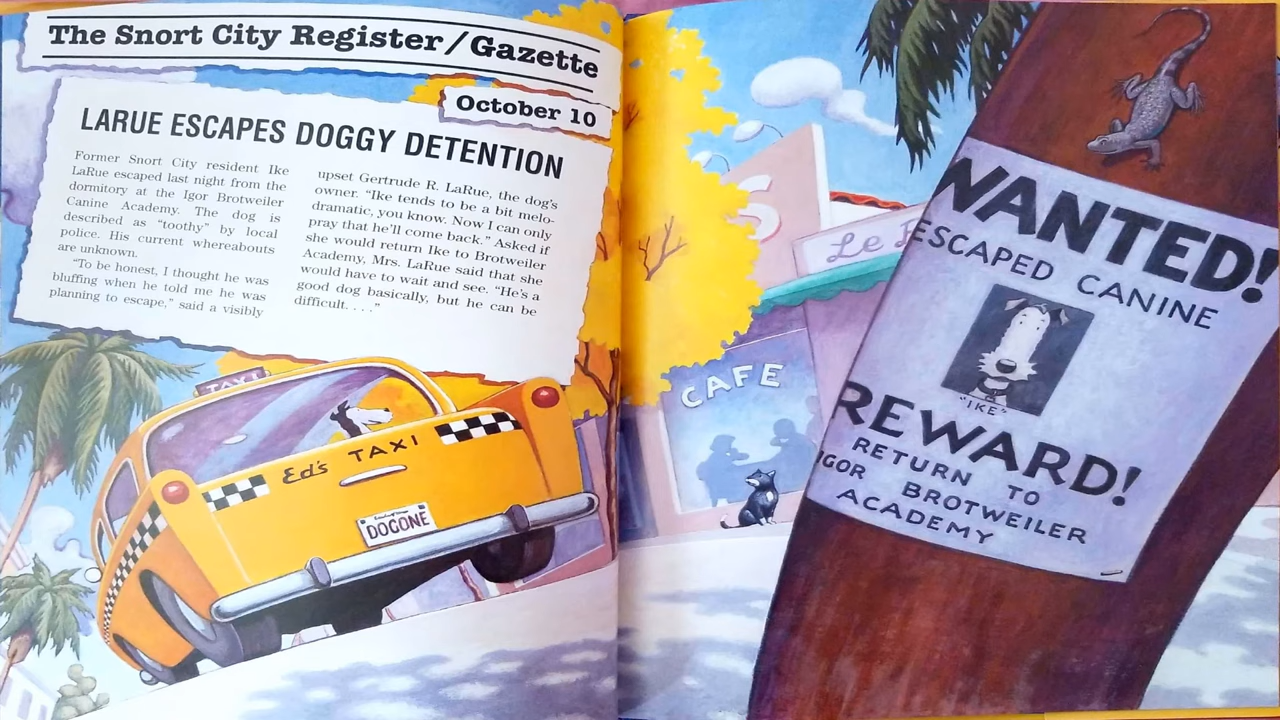 The Snort City Register/Gazette
October 10
LARUE ESCAPES DOGGY DETENTION
Former Snort City resident Ike
LaRue escaped last night from the
dormitory at the Igor Brotweiler
Canine Academy. The dog is
described as "toothy" by local
police. His current whereabouts
are unknown.
"To be honest, I thought he was
bluffing when he told me he was
planning to escape," said a visibly
upset Gertrude R. LaRue, the dog's
owner. "Ike tends to be a bit melo-
dramatic, you know. Now I can only
pray that he'll come back." Asked if
she would return Ike to Brotweiler
Academy, Mrs. LaRue said that she
would have to wait and see. "He's a
good dog basically, but he can be
difficult. . . ."
TAXI
Ed's TAXI
DOGONE
S
Le
CAFE
WANTED!
ESCAPED CANINE
"IKE"
REWARD!
RETURN TO
IGOR BROTWEILER
ACADEMY